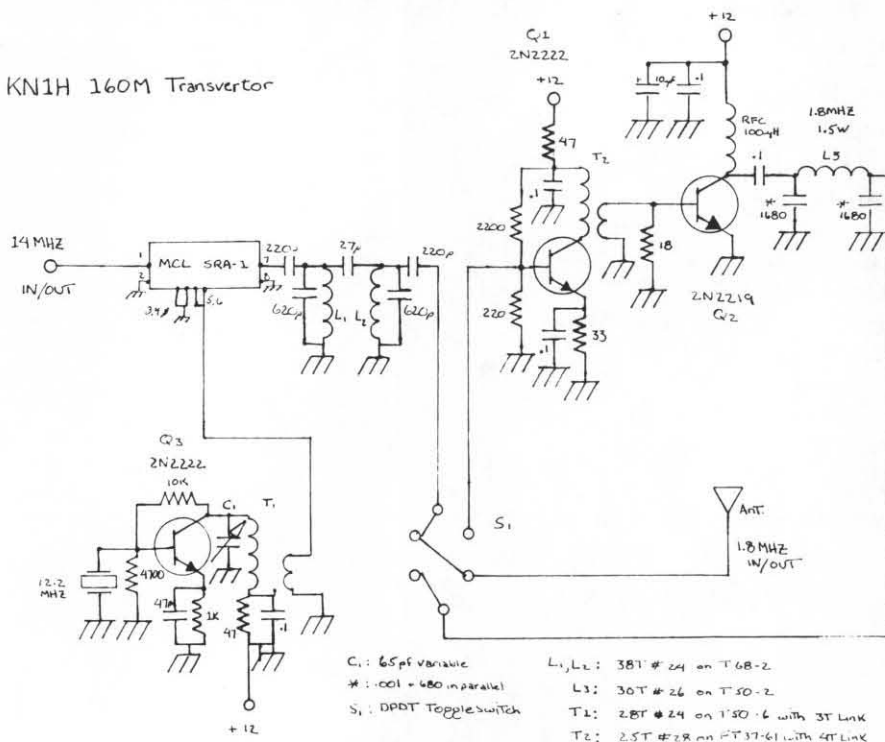 KN1H 160M Transvertor
+12
Q1
2N2222
+12
47
.1
T2
2200
220
.1
33
10µf
.1
RFC
100µH
1.8MHZ
1.5W
.1
L3
*
1680
*
1680
18
2N2219
Q2
14 MHZ
IN/OUT
1
2
MCL SRA-1
7
8
3,4
5,6
220p
27p
220p
620p
L1
L2
620p
Q3
2N2222
10K
C1
T1
12.2
MHZ
4700
47p
1K
47
.1
+12
S1
ANT.
1.8MHZ
IN/OUT
C1: 65pf variable
*: .001 + 680 in parallel
S1: DPDT Toggleswitch
L1,L2: 38T #24 on T68-2
L3: 30T #26 on T50-2
T1: 28T #24 on T50-6 with 3T Link
T2: 25T #28 on FT37-61 with 4T Link